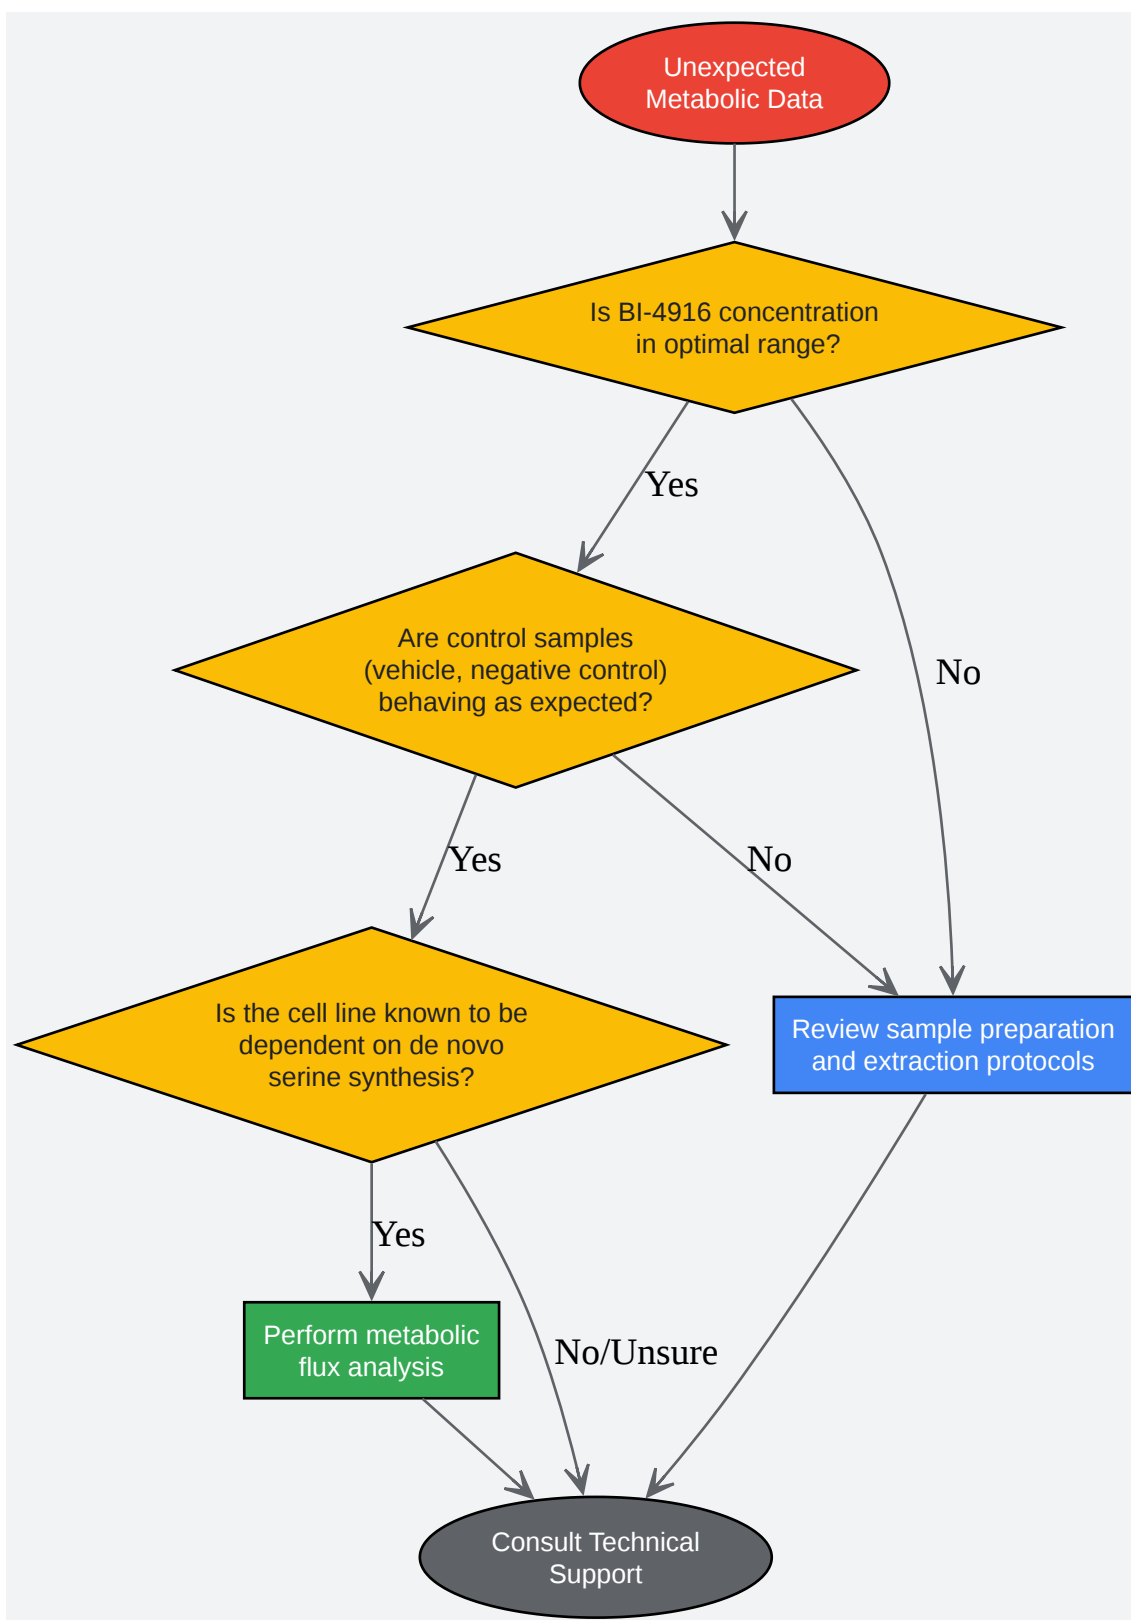 Unexpected
Metabolic Data
Is BI-4916 concentration
in optimal range?
Yes
No
Are control samples
(vehicle, negative control)
behaving as expected?
Yes
No
Is the cell line known to be
dependent on de novo
serine synthesis?
Review sample preparation
and extraction protocols
Yes
No/Unsure
Perform metabolic
flux analysis
Consult Technical
Support